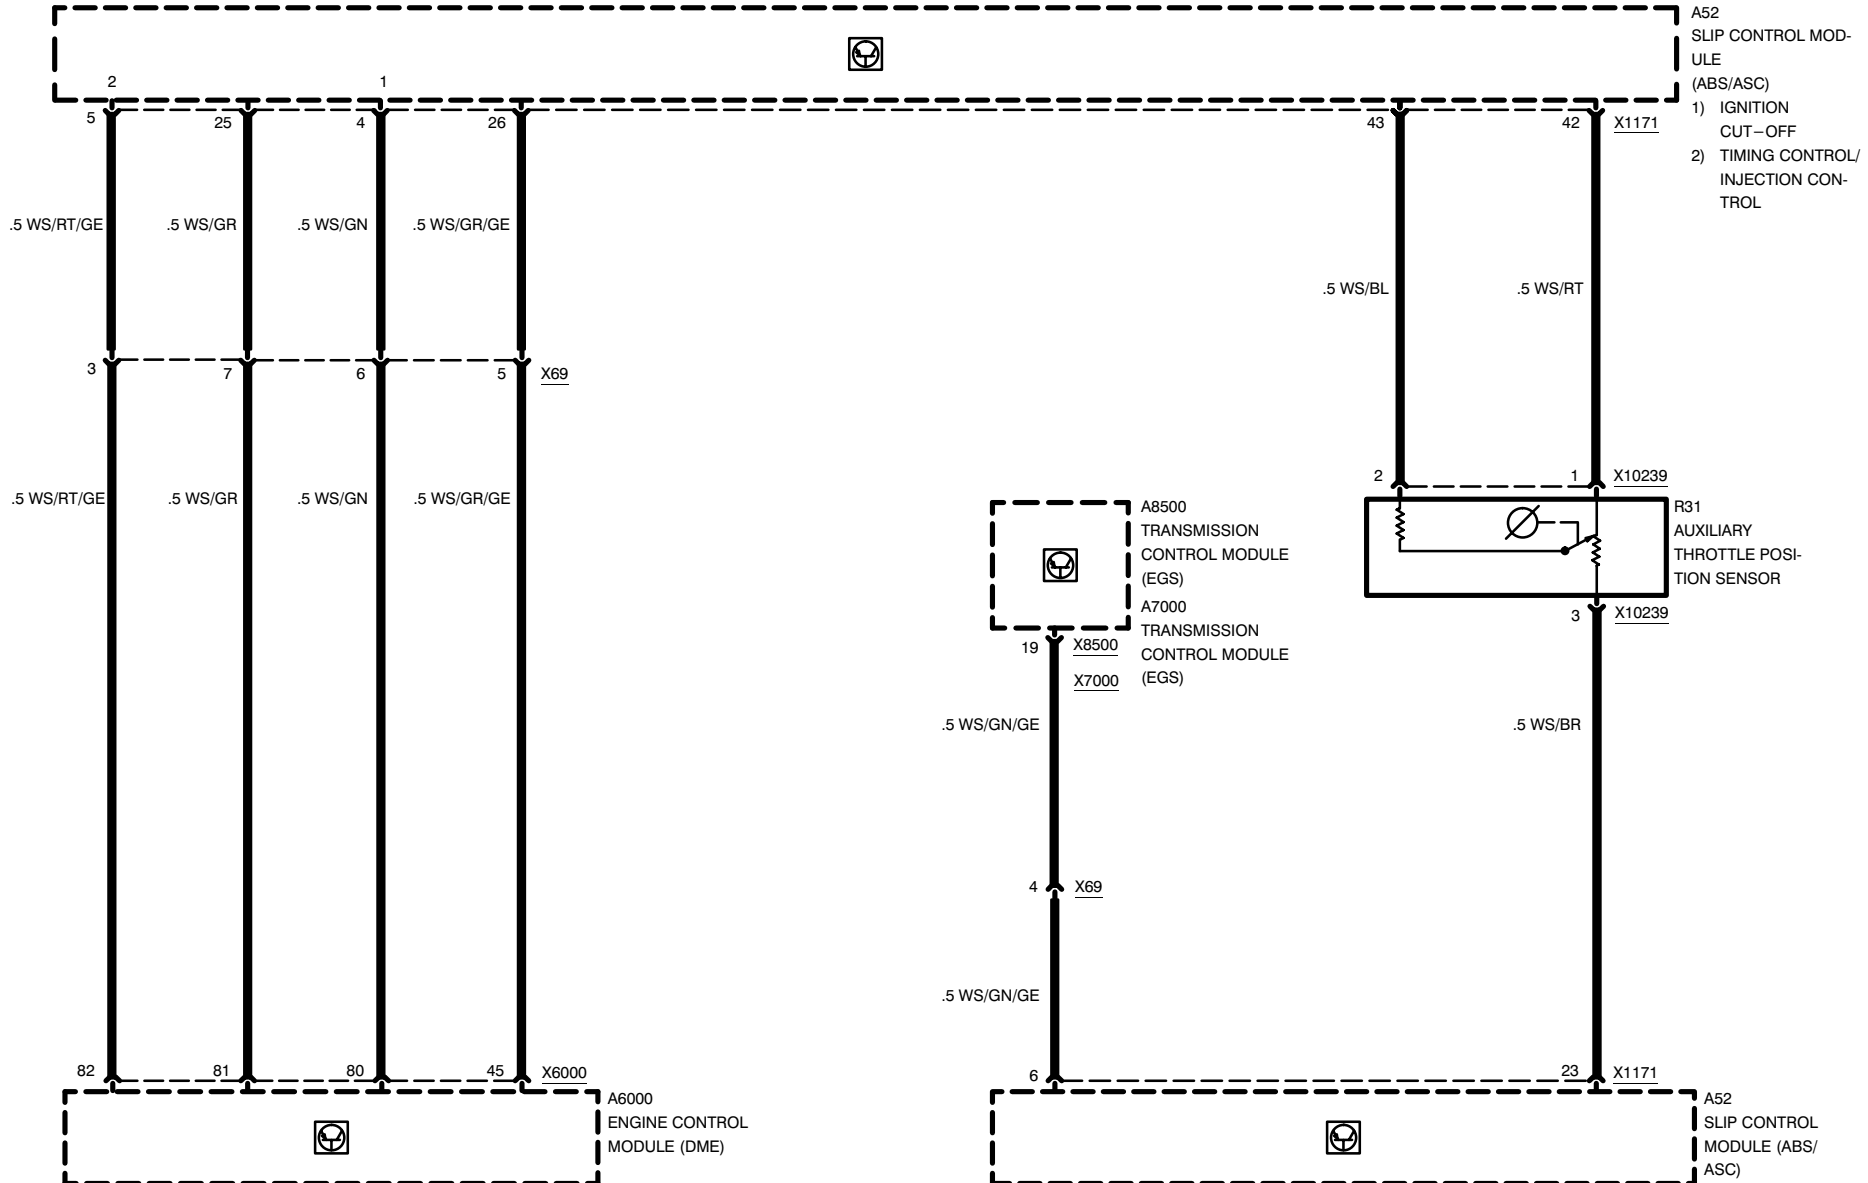 A52
SLIP CONTROL MOD-
ULE
(ABS/ASC)
1) IGNITION
CUT−OFF
2) TIMING CONTROL/
INJECTION CON-
TROL
2 1
5 25 4 26 43 42 X1171
.5 WS/RT/GE .5 WS/GR .5 WS/GN .5 WS/GR/GE
.5 WS/BL .5 WS/RT
3 7 6 5 X69
2 1 X10239
.5 WS/RT/GE .5 WS/GR .5 WS/GN .5 WS/GR/GE
A8500
TRANSMISSION
CONTROL MODULE
(EGS)
A7000
TRANSMISSION
CONTROL MODULE
(EGS)
R31
AUXILIARY
THROTTLE POSI-
TION SENSOR
3 X10239
19 X8500
X7000
.5 WS/GN/GE .5 WS/BR
4 X69
.5 WS/GN/GE
82 81 80 45 X6000
6 23 X1171
A6000
ENGINE CONTROL
MODULE (DME)
A52
SLIP CONTROL
MODULE (ABS/
ASC)